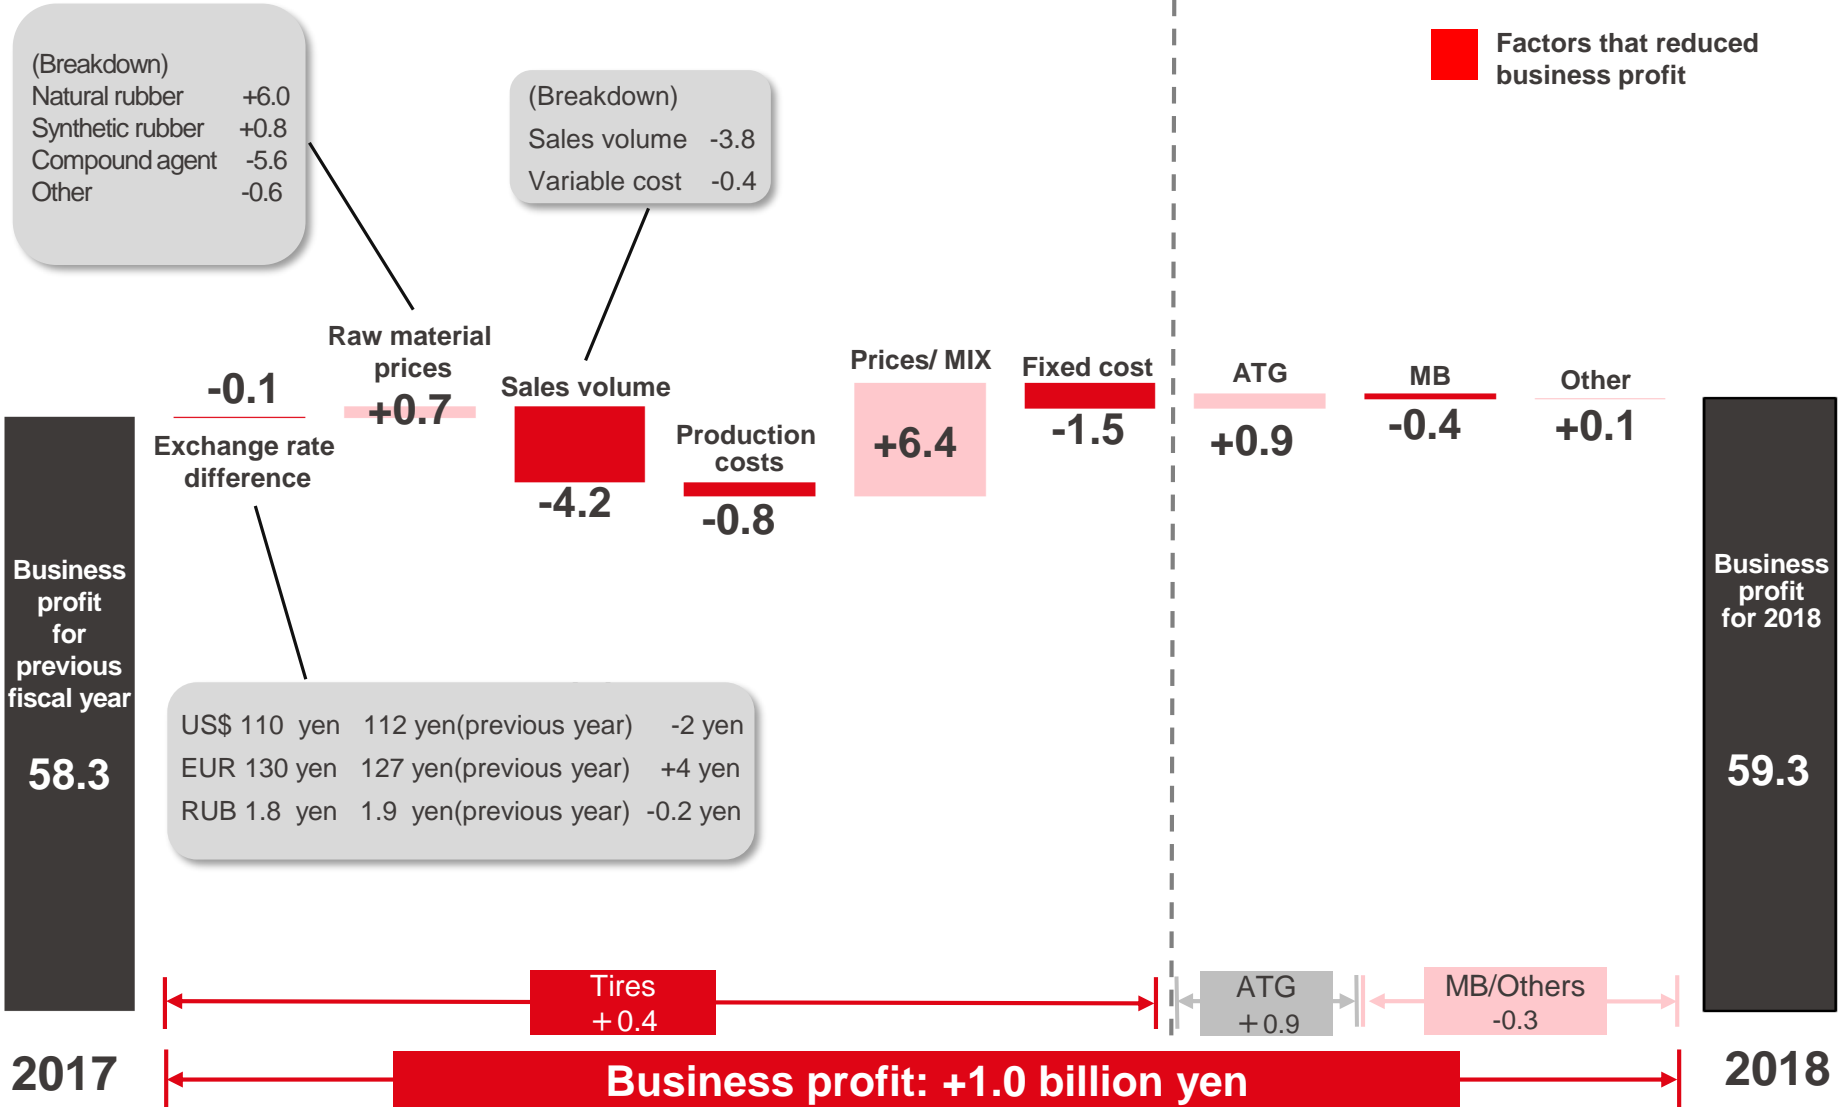 (Breakdown)
Natural rubber +6.0
Synthetic rubber +0.8
Compound agent -5.6
Other -0.6
(Breakdown)
Sales volume -3.8
Variable cost -0.4
Factors that reduced
business profit
-0.1
Exchange rate
difference
Raw material
prices
+0.7
Sales volume
-4.2
Production
costs
-0.8
Prices/ MIX
+6.4
Fixed cost
-1.5
ATG
+0.9
MB
-0.4
Other
+0.1
Business
profit
for
previous
fiscal year
58.3
Business
profit
for 2018
59.3
US$ 110 yen 112 yen(previous year) -2 yen
EUR 130 yen 127 yen(previous year) +4 yen
RUB 1.8 yen 1.9 yen(previous year) -0.2 yen
Tires
＋0.4
ATG
＋0.9
MB/Others
-0.3
2017
Business profit: +1.0 billion yen
2018